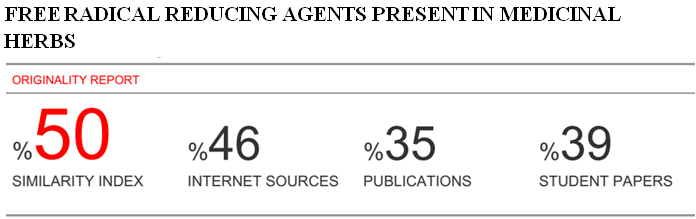 FREE RADICAL REDUCING AGENTS PRESENT IN MEDICINAL
HERBS
ORIGINALITY REPORT
%50 %46 %35 %39
SIMILARITY INDEX INTERNET SOURCES PUBLICATIONS STUDENT PAPERS